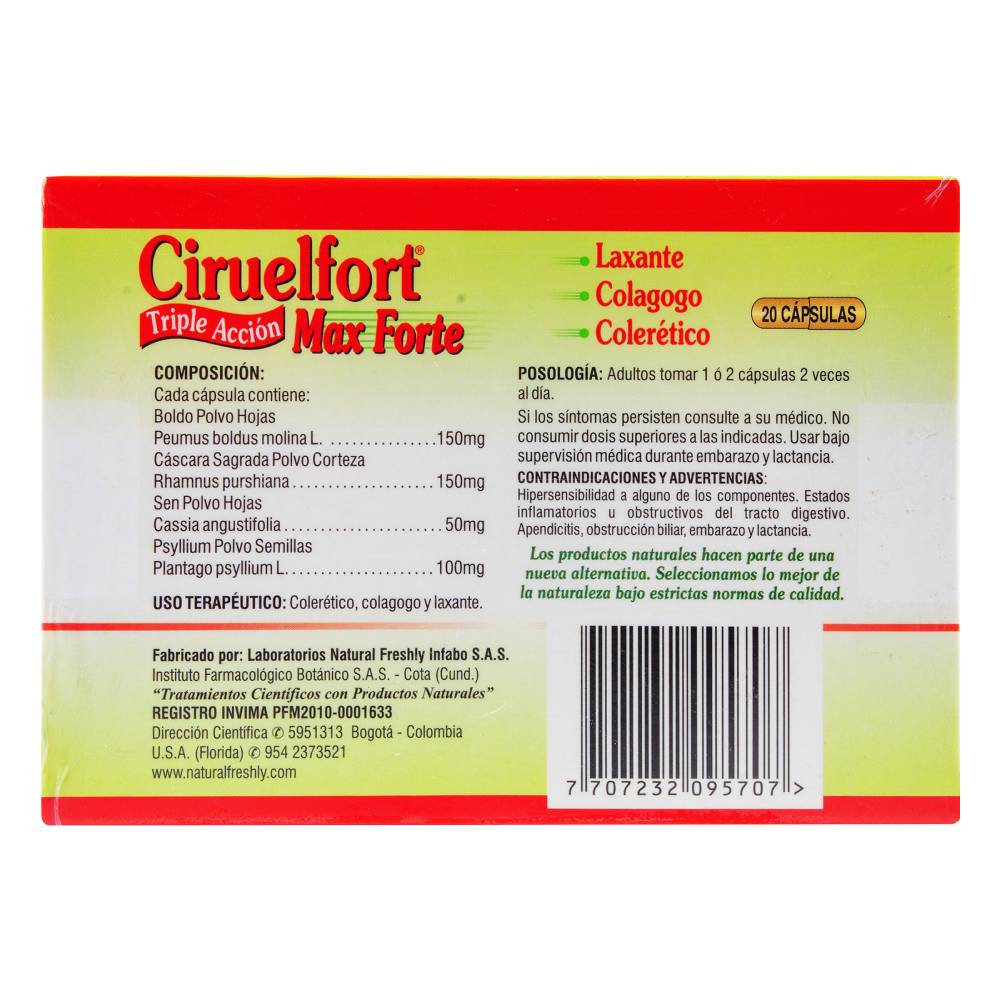 Ciruelfort®
Triple Acción
Max Forte
Laxante
Colagogo
Colerético
20 CÁPSULAS
COMPOSICIÓN:
Cada cápsula contiene:
Boldo Polvo Hojas
Peumus boldus molina L. ................150mg
Cáscara Sagrada Polvo Corteza
Rhamnus purshiana.....................150mg
Sen Polvo Hojas
Cassia angustifolia.......................50mg
Psyllium Polvo Semillas
Plantago psyllium L......................100mg
USO TERAPÉUTICO: Colerético, colagogo y laxante.
POSOLOGÍA: Adultos tomar 1 ó 2 cápsulas 2 veces
al día.
Si los síntomas persisten consulte a su médico. No
consumir dosis superiores a las indicadas. Usar bajo
supervisión médica durante embarazo y lactancia.
CONTRAINDICACIONES Y ADVERTENCIAS:
Hipersensibilidad a alguno de los componentes. Estados
inflamatorios u obstructivos del tracto digestivo.
Apendicitis, obstrucción biliar, embarazo y lactancia.
Los productos naturales hacen parte de una
nueva alternativa. Seleccionamos lo mejor de
la naturaleza bajo estrictas normas de calidad.
Fabricado por: Laboratorios Natural Freshly Infabo S.A.S.
Instituto Farmacológico Botánico S.A.S. - Cota (Cund.)
"Tratamientos Científicos con Productos Naturales"
REGISTRO INVIMA PFM2010-0001633
Dirección Científica ✆ 5951313 Bogotá - Colombia
U.S.A. (Florida) ✆ 954 2373521
www.naturalfreshly.com
7 707232 095707 >